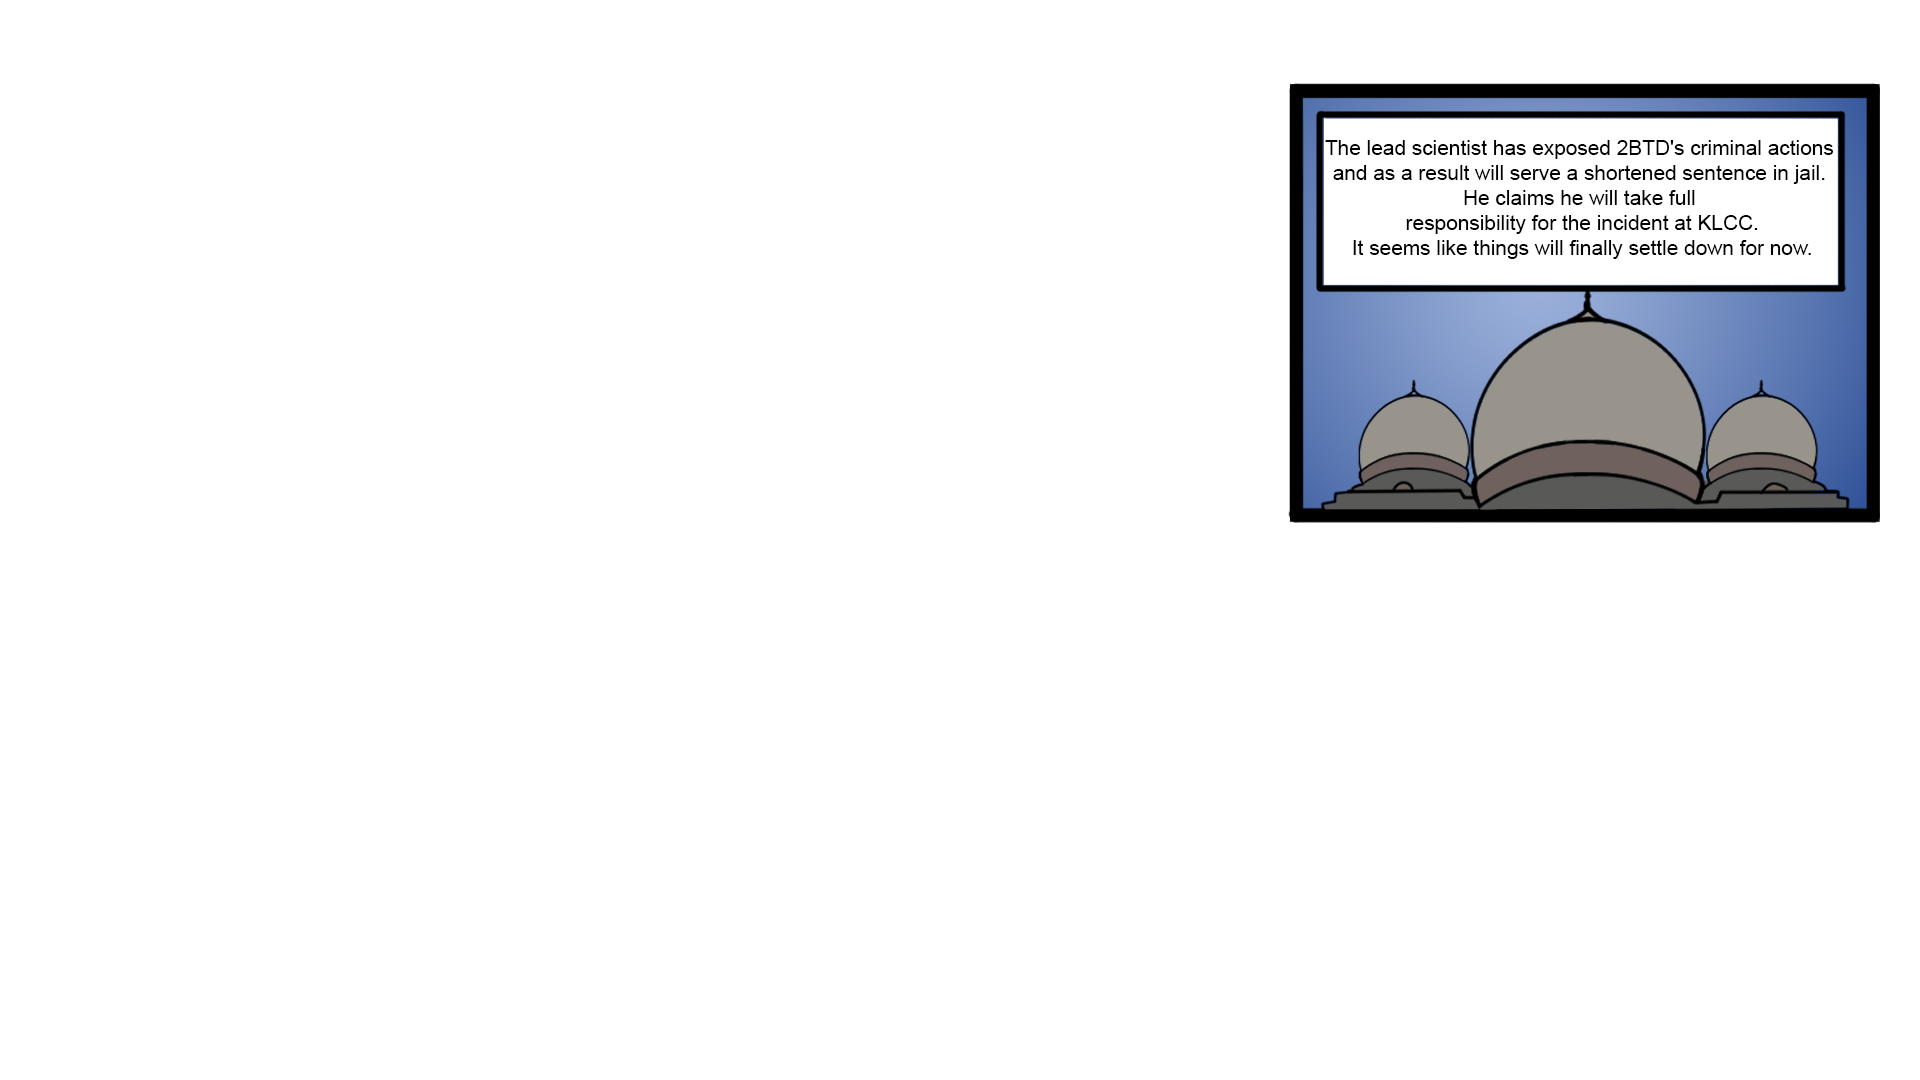 The lead scientist has exposed 2BTD's criminal actions
and as a result will serve a shortened sentence in jail.
He claims he will take full
responsibility for the incident at KLCC.
It seems like things will finally settle down for now.